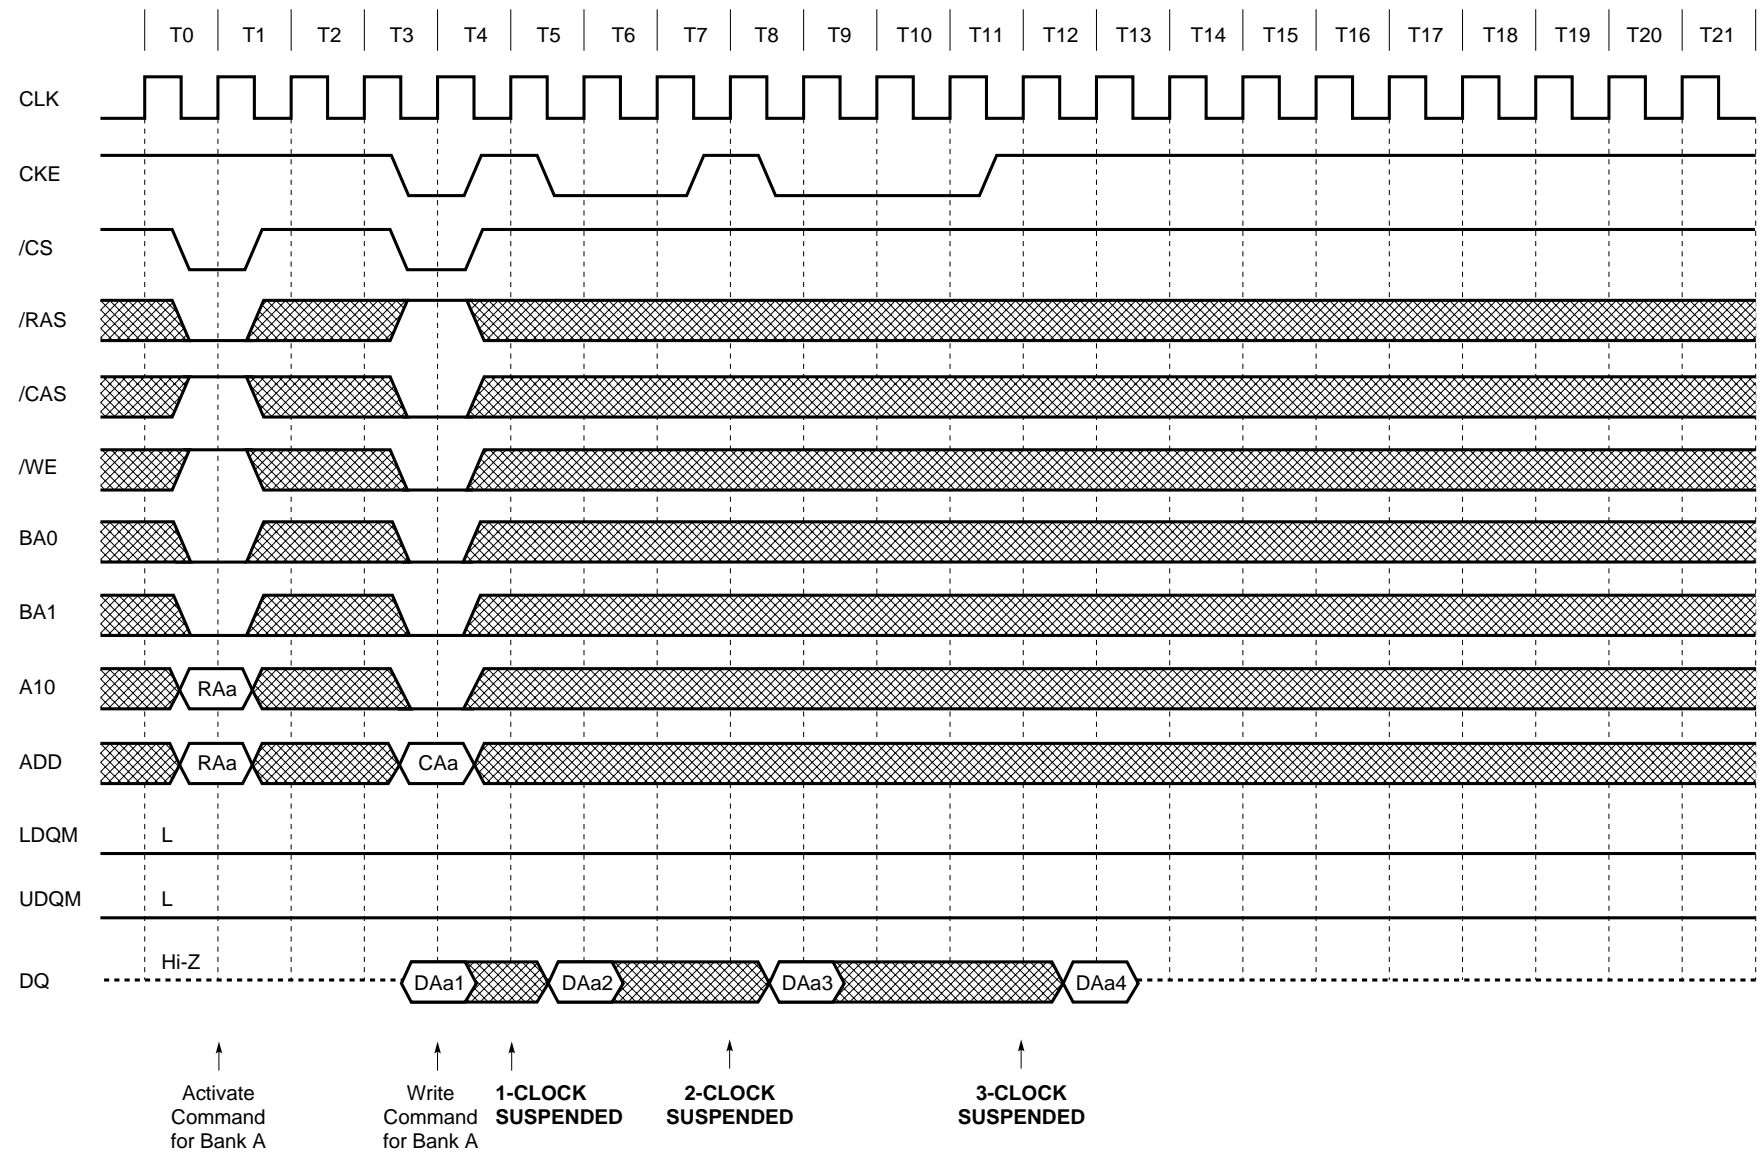 T0 T1 T2 T3 T4 T5 T6 T7 T8 T9 T10 T11 T12 T13 T14 T15 T16 T17 T18 T19 T20 T21
CLK
CKE
/CS
/RAS
/CAS
/WE
BA0
BA1
A10 RAa
ADD RAa CAa
LDQM L
UDQM L
Hi-Z
DQ DAa1 DAa2 DAa3 DAa4
Activate Write 1-CLOCK 2-CLOCK 3-CLOCK
Command Command SUSPENDED SUSPENDED SUSPENDED
for Bank A for Bank A